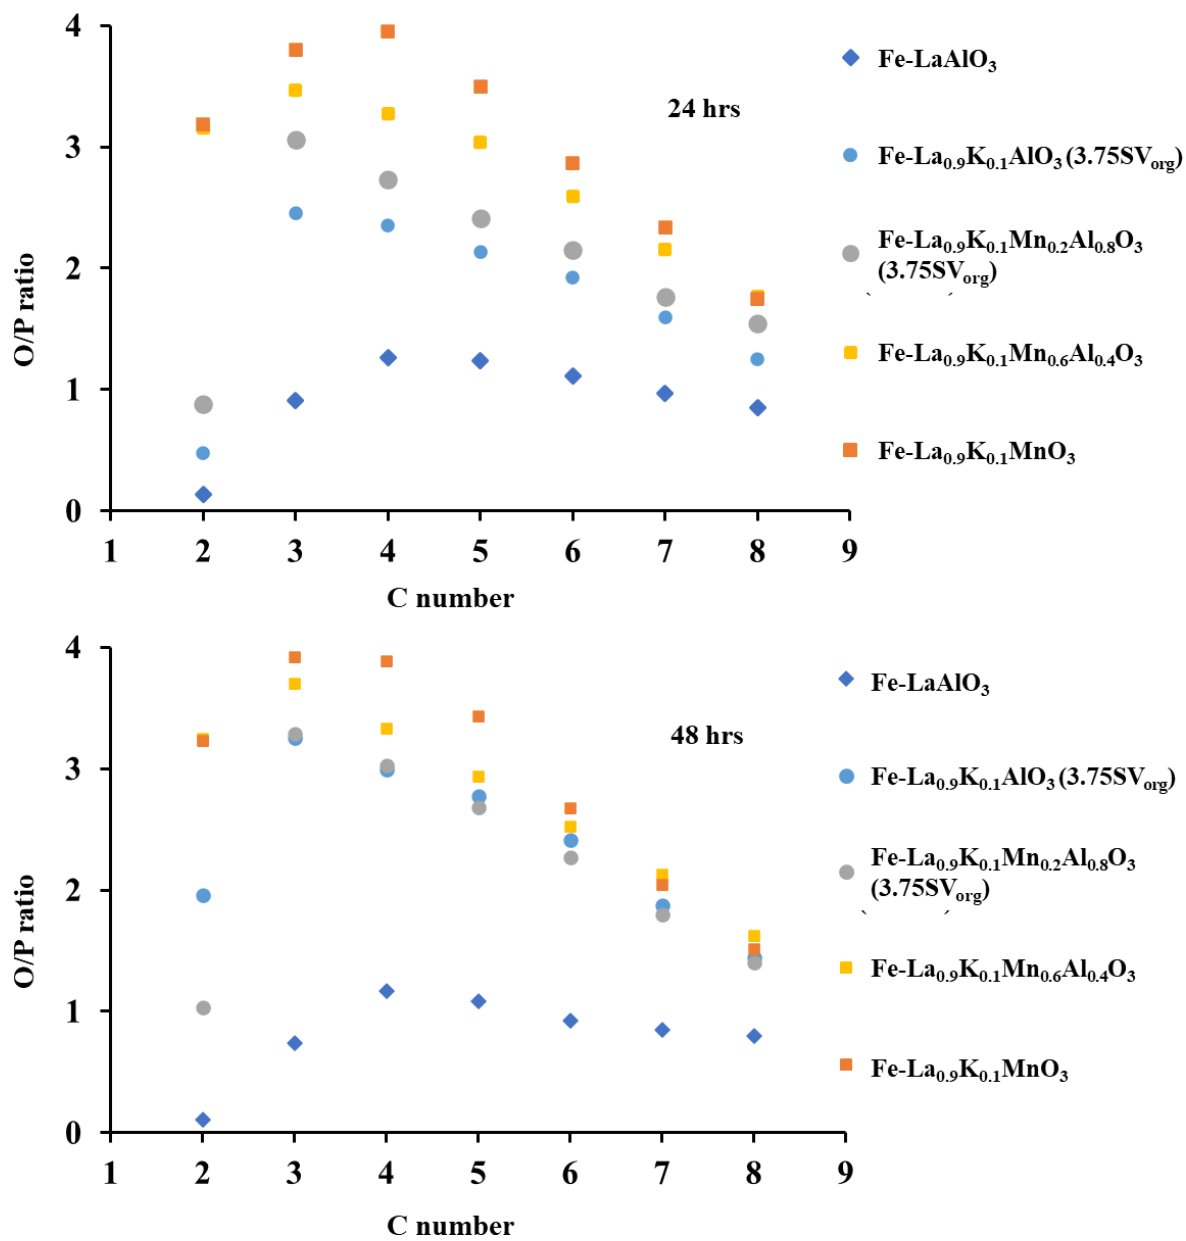 4
3
2
1
0
O/P ratio
1 2 3 4 5 6 7 8 9
C number
24 hrs
Fe-LaAlO₃
Fe-La₀.₉K₀.₁AlO₃ (3.75SVorg)
Fe-La₀.₉K₀.₁Mn₀.₂Al₀.₈O₃
(3.75SVorg)
Fe-La₀.₉K₀.₁Mn₀.₆Al₀.₄O₃
Fe-La₀.₉K₀.₁MnO₃
4
3
2
1
0
O/P ratio
1 2 3 4 5 6 7 8 9
C number
48 hrs
Fe-LaAlO₃
Fe-La₀.₉K₀.₁AlO₃ (3.75SVorg)
Fe-La₀.₉K₀.₁Mn₀.₂Al₀.₈O₃
(3.75SVorg)
Fe-La₀.₉K₀.₁Mn₀.₆Al₀.₄O₃
Fe-La₀.₉K₀.₁MnO₃